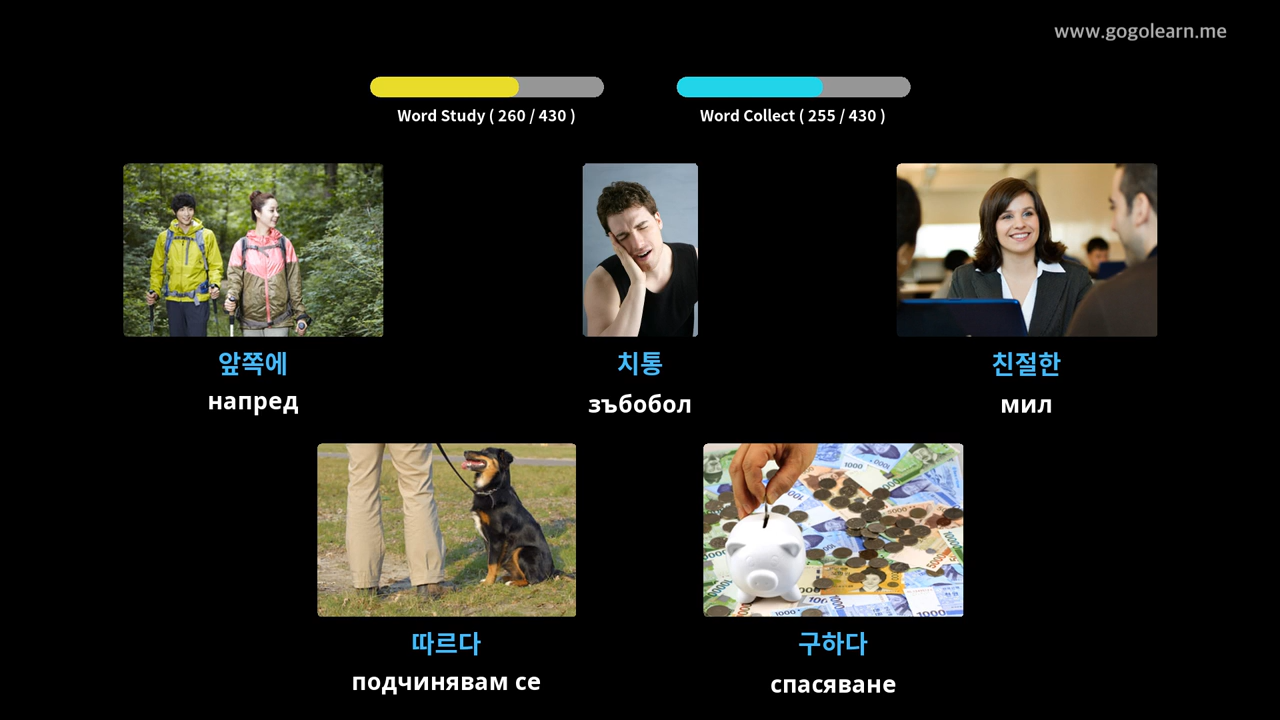 www.gogolearn.me
Word Study ( 260 / 430 )
Word Collect ( 255 / 430 )
앞쪽에
напред
치통
зъбобол
친절한
мил
따르다
подчинявам се
구하다
спасяване